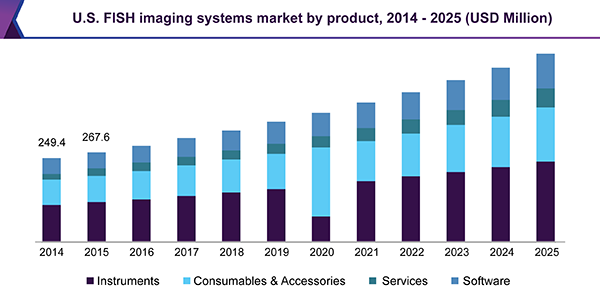 U.S. FISH imaging systems market by product, 2014 - 2025 (USD Million)
249.4
267.6
2014 2015 2016 2017 2018 2019 2020 2021 2022 2023 2024 2025
Instruments Consumables & Accessories Services Software